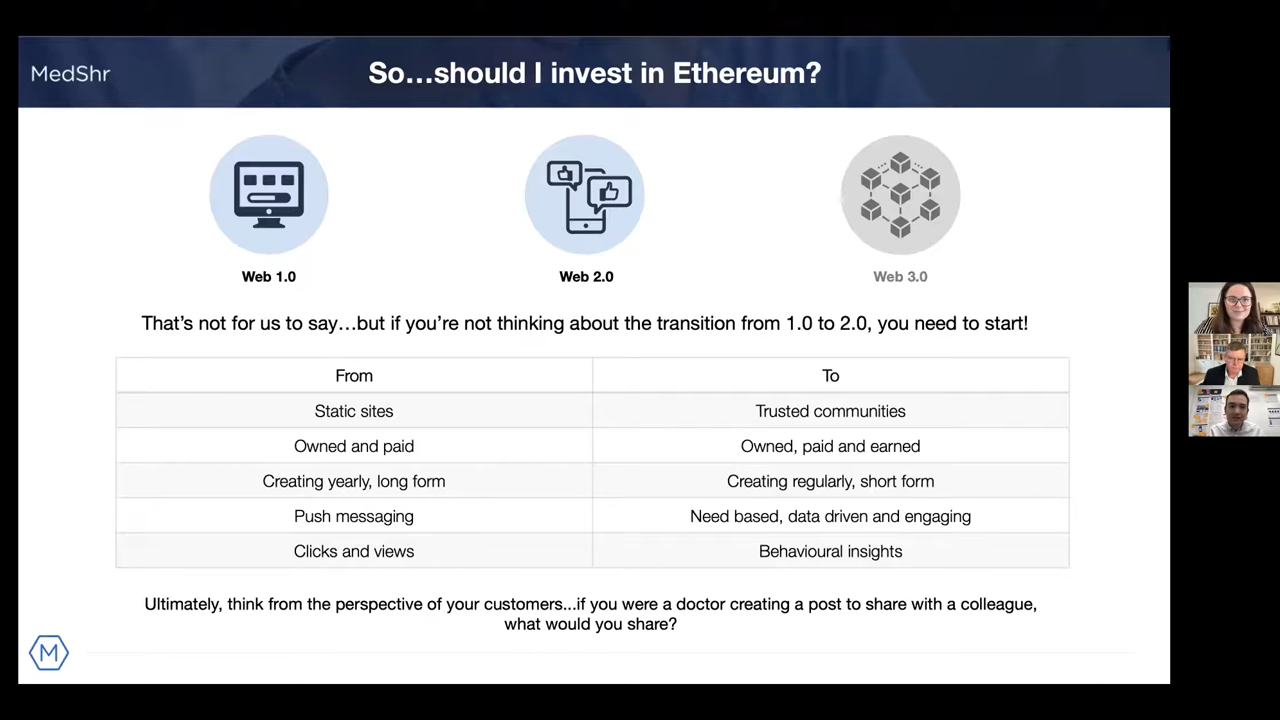 MedShr
So...should I invest in Ethereum?
Web 1.0
Web 2.0
Web 3.0
That's not for us to say...but if you're not thinking about the transition from 1.0 to 2.0, you need to start!
From
To
Static sites
Trusted communities
Owned and paid
Owned, paid and earned
Creating yearly, long form
Creating regularly, short form
Push messaging
Need based, data driven and engaging
Clicks and views
Behavioural insights
Ultimately, think from the perspective of your customers...if you were a doctor creating a post to share with a colleague,
what would you share?
M